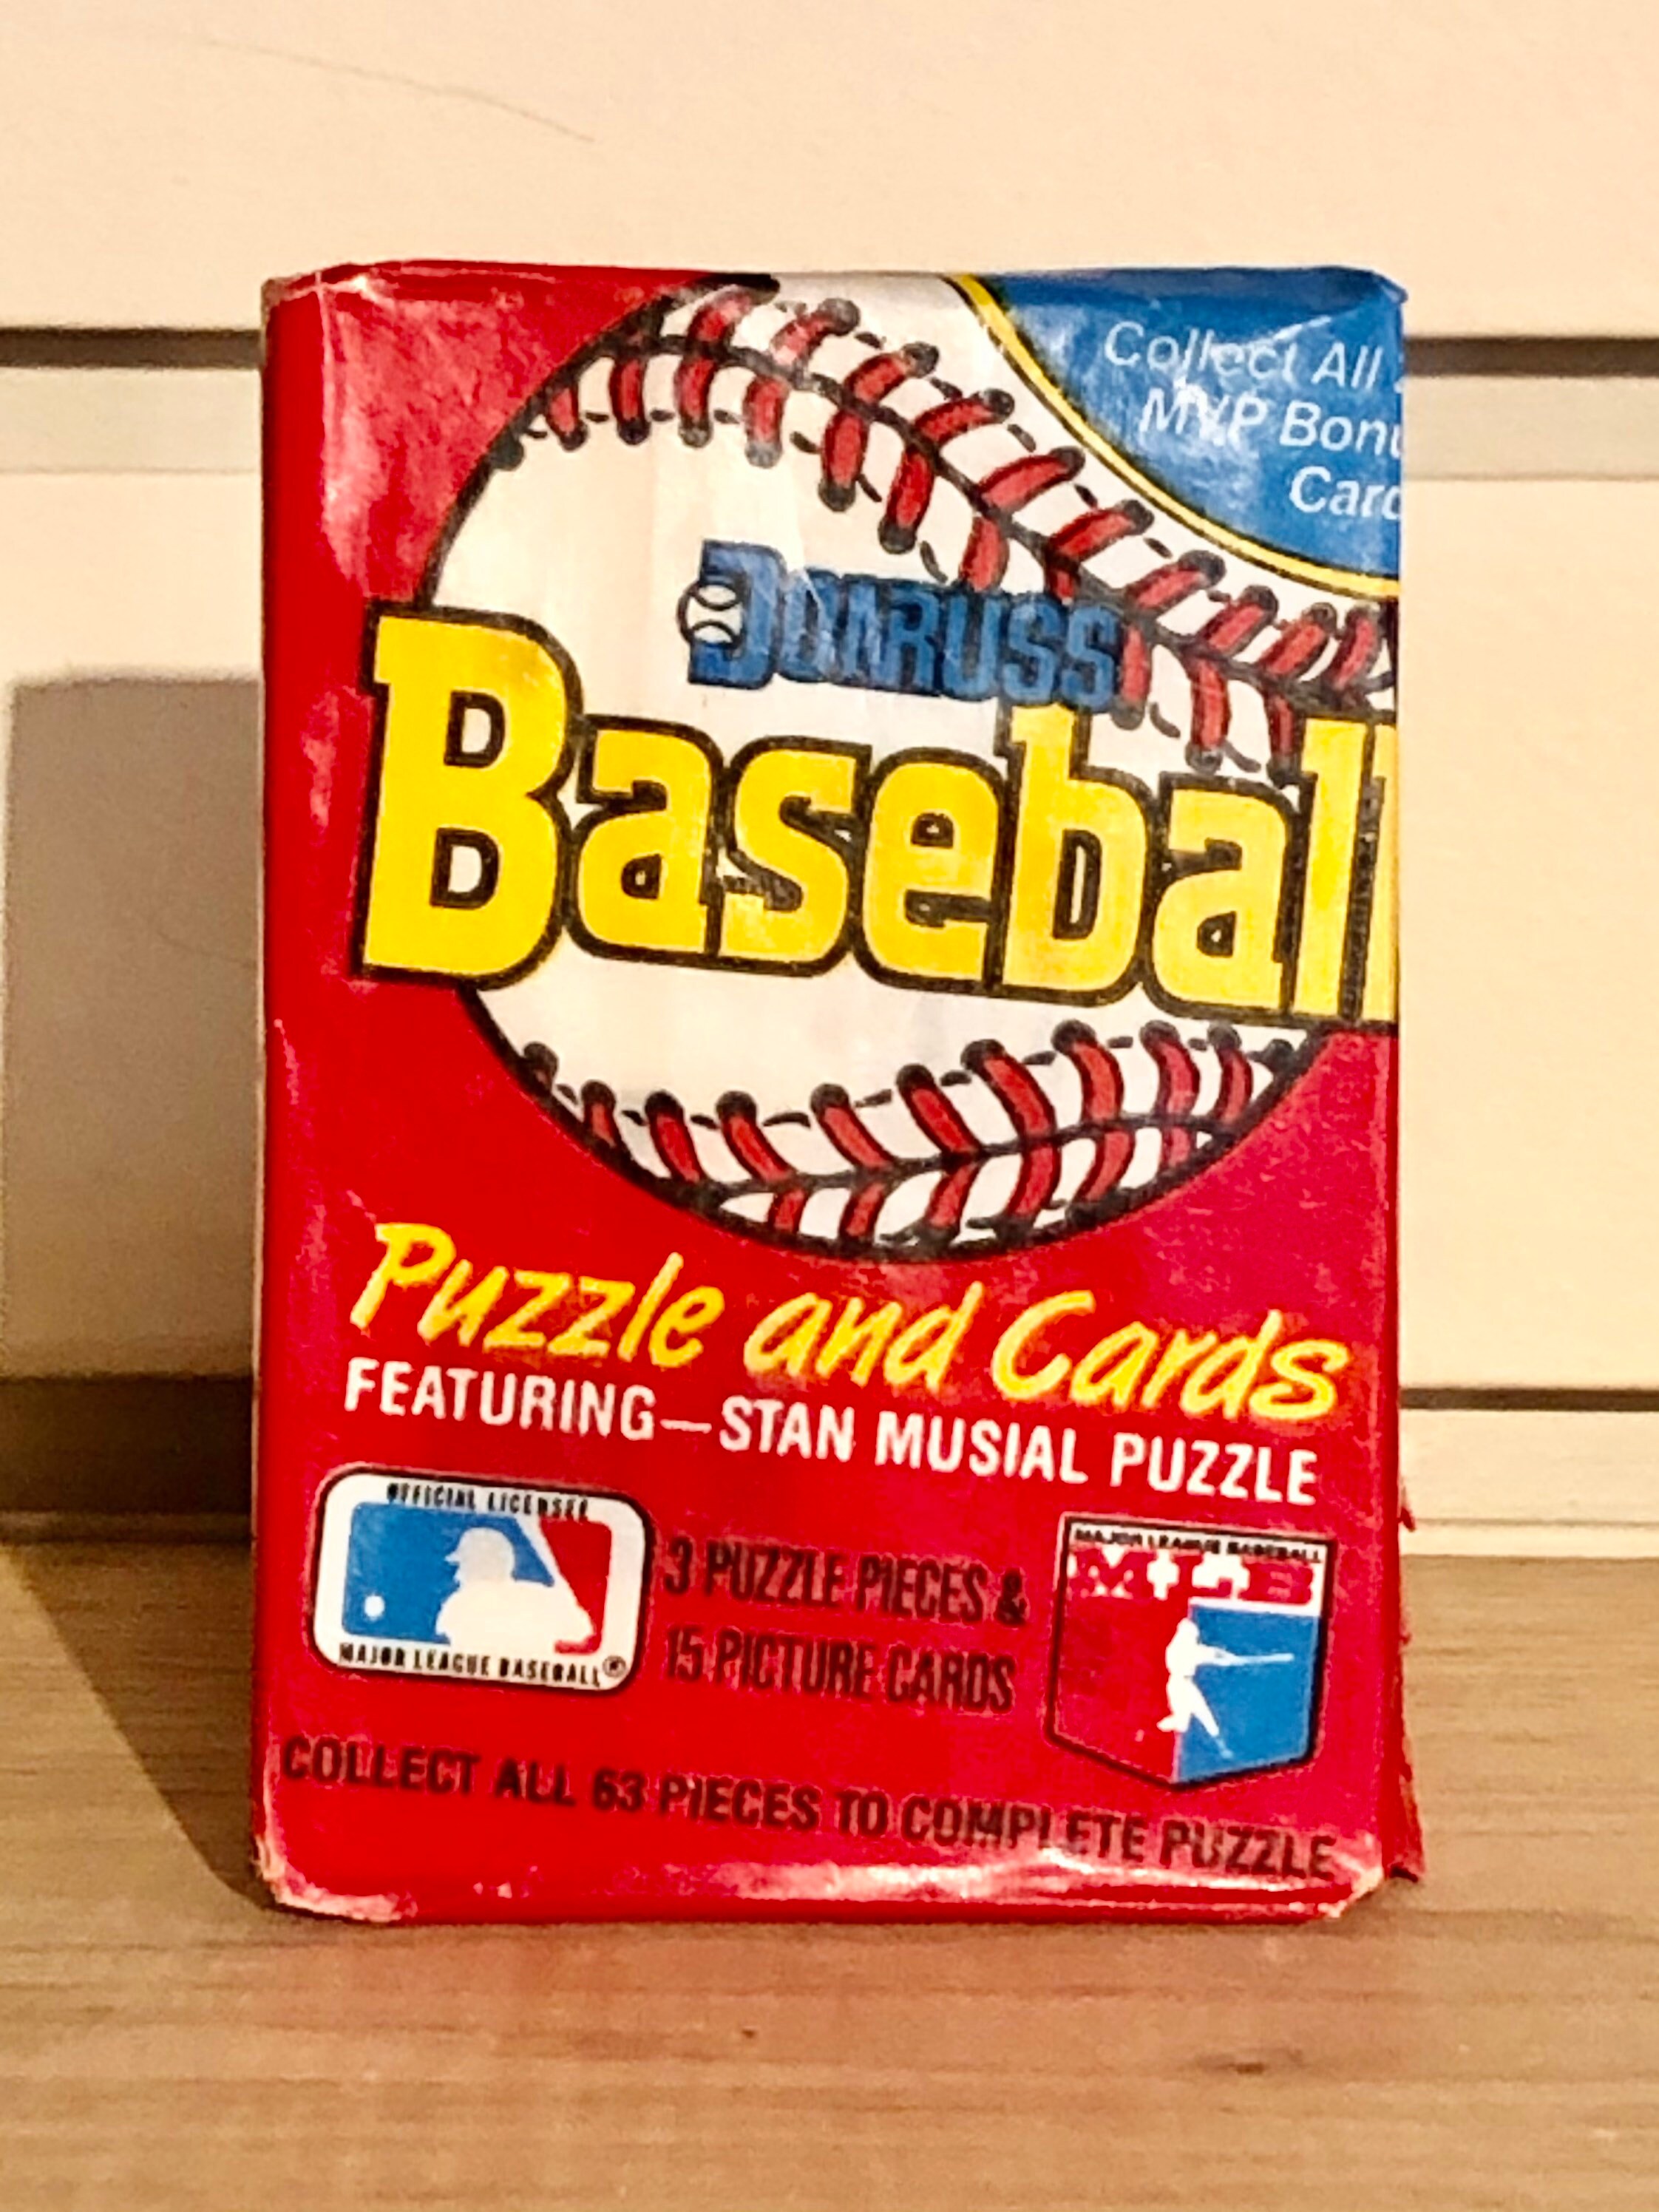 Collect All
MVP Bonu
Card
DONRUSS
Baseball
Puzzle and Cards
FEATURING—STAN MUSIAL PUZZLE
OFFICIAL LICENSEE
MAJOR LEAGUE BASEBALL®
3 PUZZLE PIECES &
15 PICTURE CARDS
MAJOR LEAGUE BASEBALL
MLB
COLLECT ALL 63 PIECES TO COMPLETE PUZZLE